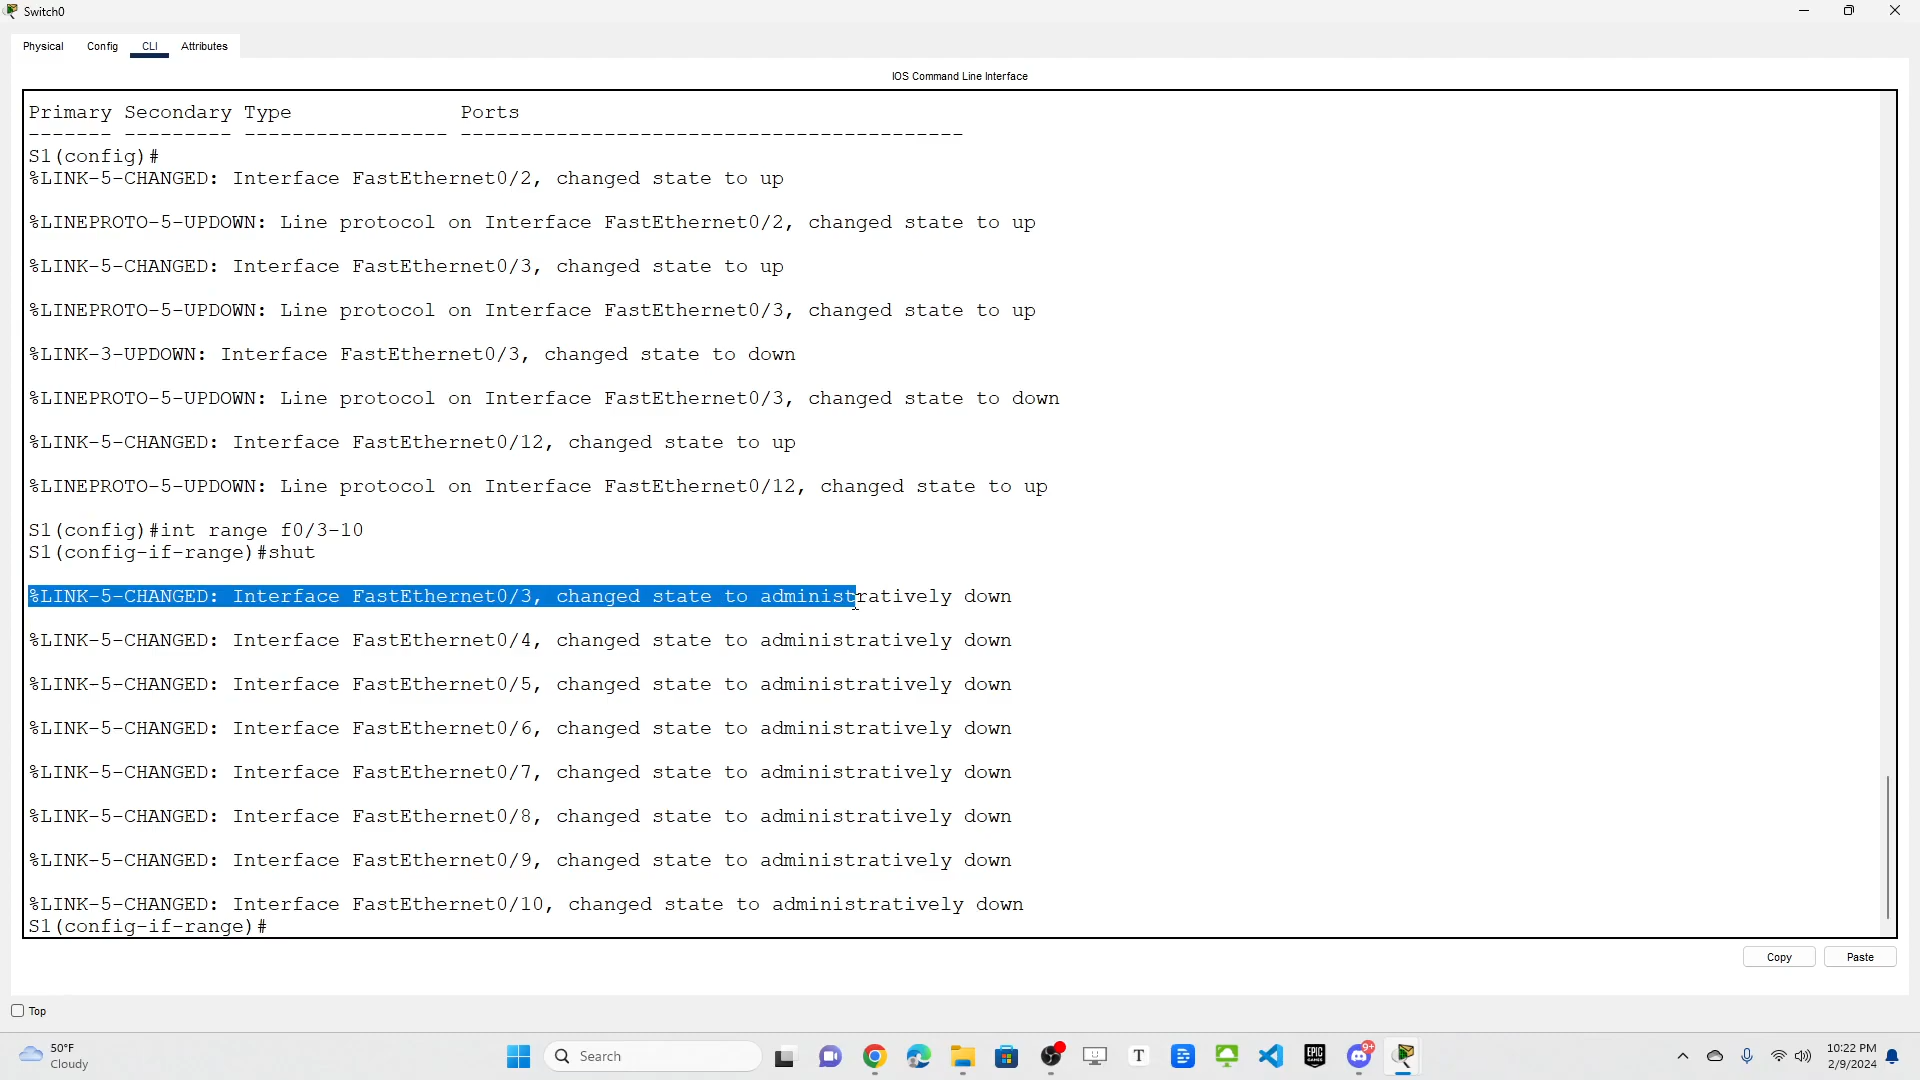 Switch0
Physical Config CLI Attributes
IOS Command Line Interface
Primary Secondary Type Ports
------- --------- ----------------- ------------------------------------------
S1(config)#
%LINK-5-CHANGED: Interface FastEthernet0/2, changed state to up
%LINEPROTO-5-UPDOWN: Line protocol on Interface FastEthernet0/2, changed state to up
%LINK-5-CHANGED: Interface FastEthernet0/3, changed state to up
%LINEPROTO-5-UPDOWN: Line protocol on Interface FastEthernet0/3, changed state to up
%LINK-3-UPDOWN: Interface FastEthernet0/3, changed state to down
%LINEPROTO-5-UPDOWN: Line protocol on Interface FastEthernet0/3, changed state to down
%LINK-5-CHANGED: Interface FastEthernet0/12, changed state to up
%LINEPROTO-5-UPDOWN: Line protocol on Interface FastEthernet0/12, changed state to up
S1(config)#int range f0/3-10
S1(config-if-range)#shut
%LINK-5-CHANGED: Interface FastEthernet0/3, changed state to administratively down
%LINK-5-CHANGED: Interface FastEthernet0/4, changed state to administratively down
%LINK-5-CHANGED: Interface FastEthernet0/5, changed state to administratively down
%LINK-5-CHANGED: Interface FastEthernet0/6, changed state to administratively down
%LINK-5-CHANGED: Interface FastEthernet0/7, changed state to administratively down
%LINK-5-CHANGED: Interface FastEthernet0/8, changed state to administratively down
%LINK-5-CHANGED: Interface FastEthernet0/9, changed state to administratively down
%LINK-5-CHANGED: Interface FastEthernet0/10, changed state to administratively down
S1(config-if-range)#
Copy Paste
Top
50°F
Cloudy
Search
T
EPIC
GAMES
9+
10:22 PM
2/9/2024